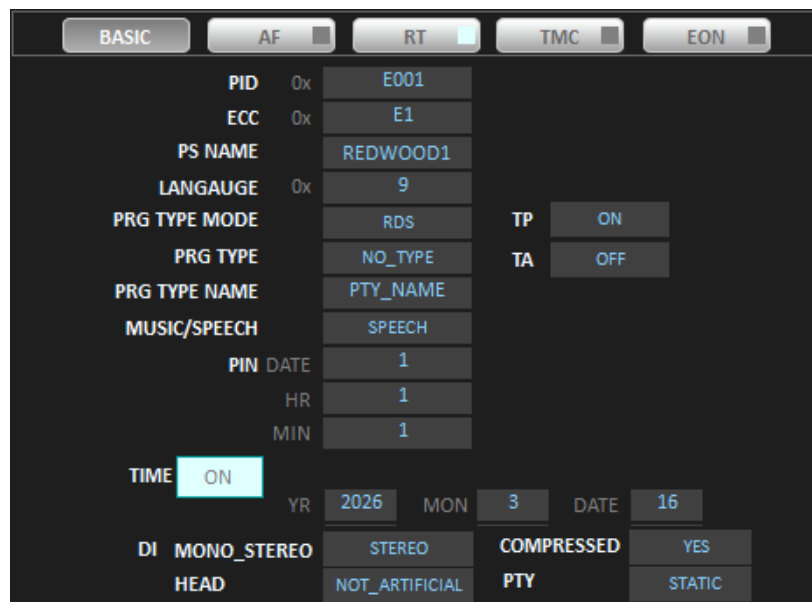 BASIC AF RT TMC EON
PID 0x E001
ECC 0x E1
PS NAME REDWOOD1
LANGAUGE 0x 9
PRG TYPE MODE RDS TP ON
PRG TYPE NO_TYPE TA OFF
PRG TYPE NAME PTY_NAME
MUSIC/SPEECH SPEECH
PIN DATE 1
HR 1
MIN 1
TIME ON
YR 2026 MON 3 DATE 16
DI MONO_STEREO STEREO COMPRESSED YES
HEAD NOT_ARTIFICIAL PTY STATIC